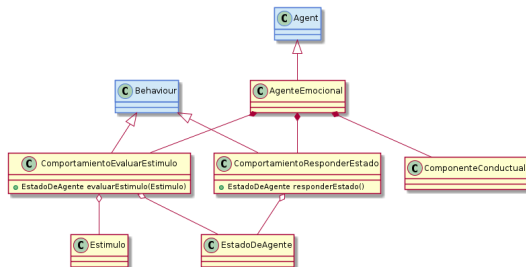 C Agent
C Behaviour
C AgenteEmocional
C ComportamientoEvaluarEstimulo
EstadoDeAgente evaluarEstimulo(Estimulo)
C ComportamientoResponderEstado
EstadoDeAgente responderEstado()
C ComponenteConductual
C Estimulo
C EstadoDeAgente